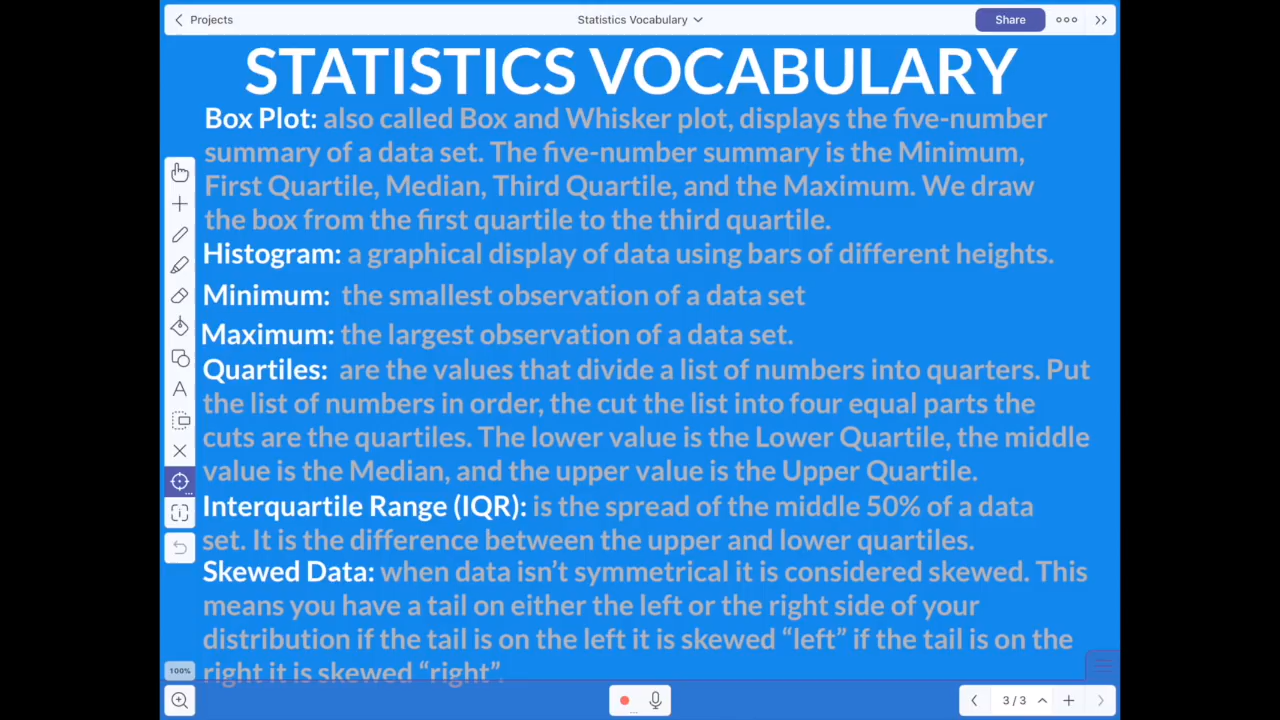 Projects
Statistics Vocabulary
Share
STATISTICS VOCABULARY
Box Plot: also called Box and Whisker plot, displays the five-number
summary of a data set. The five-number summary is the Minimum,
First Quartile, Median, Third Quartile, and the Maximum. We draw
the box from the first quartile to the third quartile.
Histogram: a graphical display of data using bars of different heights.
Minimum: the smallest observation of a data set
Maximum: the largest observation of a data set.
Quartiles: are the values that divide a list of numbers into quarters. Put
the list of numbers in order, the cut the list into four equal parts the
cuts are the quartiles. The lower value is the Lower Quartile, the middle
value is the Median, and the upper value is the Upper Quartile.
Interquartile Range (IQR): is the spread of the middle 50% of a data
set. It is the difference between the upper and lower quartiles.
Skewed Data: when data isn't symmetrical it is considered skewed. This
means you have a tail on either the left or the right side of your
distribution if the tail is on the left it is skewed “left” if the tail is on the
right it is skewed “right”.
100%
3 / 3